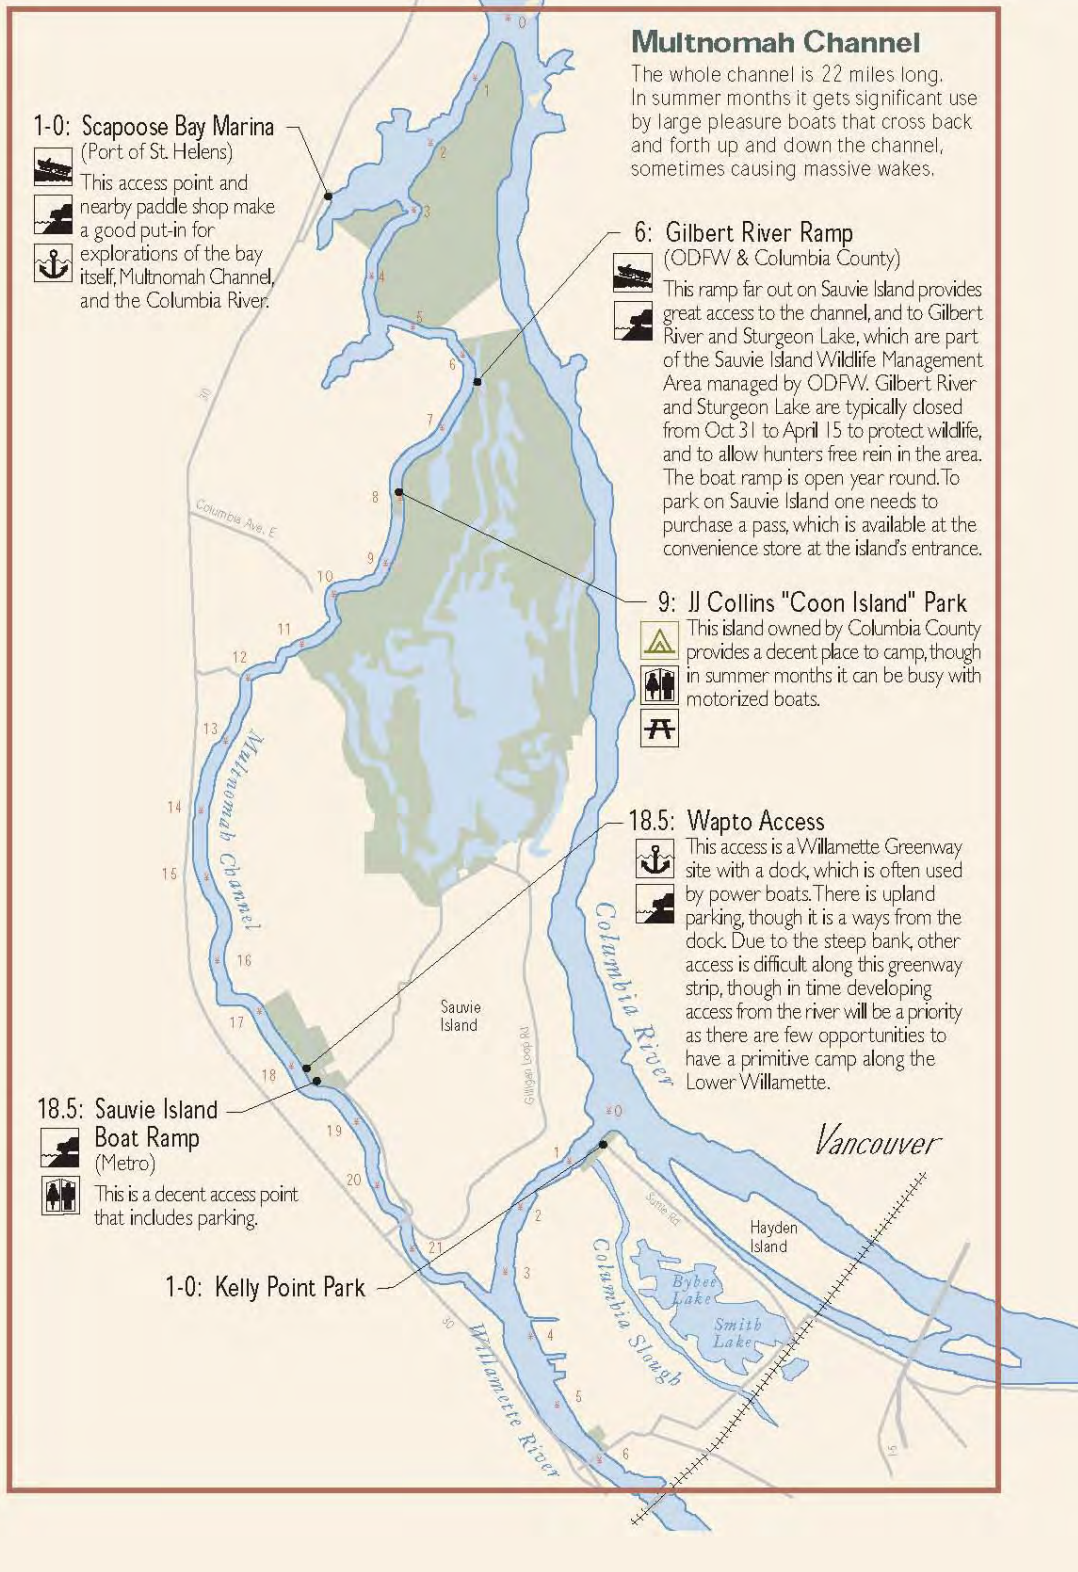 Multnomah Channel
The whole channel is 22 miles long.
In summer months it gets significant use
by large pleasure boats that cross back
and forth up and down the channel,
sometimes causing massive wakes.
1-0: Scapoose Bay Marina
(Port of St. Helens)
This access point and
nearby paddle shop make
a good put-in for
explorations of the bay
itself, Multnomah Channel,
and the Columbia River.
6: Gilbert River Ramp
(ODFW & Columbia County)
This ramp far out on Sauvie Island provides
great access to the channel, and to Gilbert
River and Sturgeon Lake, which are part
of the Sauvie Island Wildlife Management
Area managed by ODFW. Gilbert River
and Sturgeon Lake are typically closed
from Oct 31 to April 15 to protect wildlife,
and to allow hunters free rein in the area.
The boat ramp is open year round. To
park on Sauvie Island one needs to
purchase a pass, which is available at the
convenience store at the island's entrance.
9: JJ Collins "Coon Island" Park
This island owned by Columbia County
provides a decent place to camp, though
in summer months it can be busy with
motorized boats.
18.5: Wapto Access
This access is a Willamette Greenway
site with a dock, which is often used
by power boats. There is upland
parking, though it is a ways from the
dock. Due to the steep bank, other
access is difficult along this greenway
strip, though in time developing
access from the river will be a priority
as there are few opportunities to
have a primitive camp along the
Lower Willamette.
18.5: Sauvie Island
Boat Ramp
(Metro)
This is a decent access point
that includes parking.
1-0: Kelly Point Park
0
1
2
3
4
5
6
7
8
9
10
11
12
13
14
15
16
17
18
19
20
21
30
Columbia Ave. E
Multnomah Channel
Sauvie
Island
Gilligan Loop Rd
Columbia River
0
1
2
3
4
5
6
Vancouver
Hayden
Island
Columbia Slough
Bybee
Lake
Smith
Lake
30
Willamette River